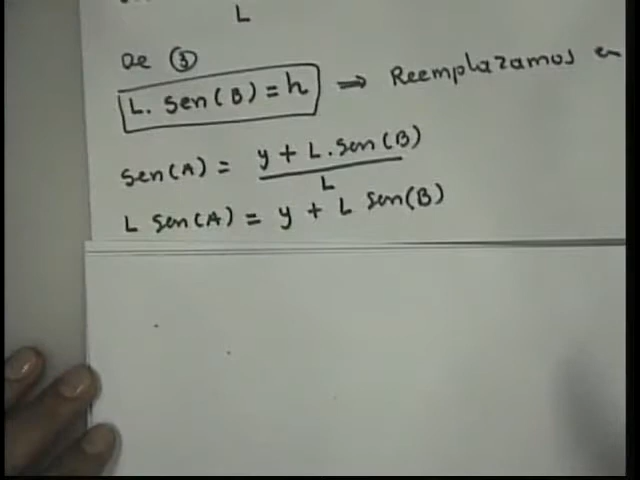 L
De ③
L. Sen(B) = h ⇒ Reemplazamos en
Sen(A) = y + L. Sen(B) / L
L Sen(A) = y + L Sen(B)